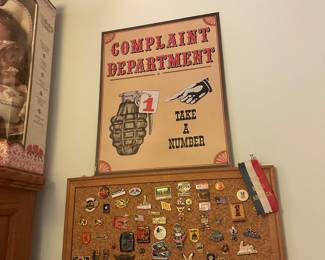 COMPLAINT
DEPARTMENT
1
TAKE
A
NUMBER